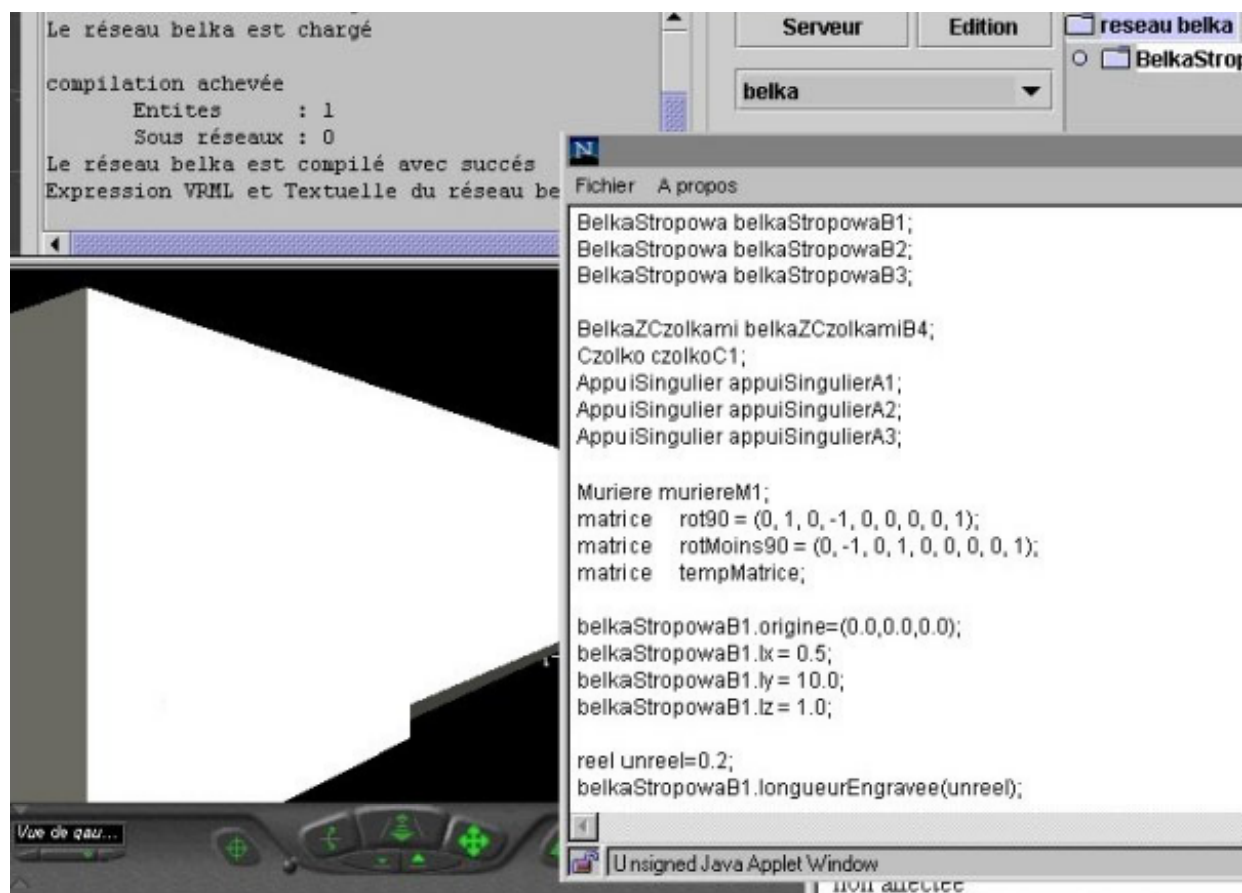 Le réseau belka est chargé
compilation achevée
Entites : 1
Sous réseaux : 0
Le réseau belka est compilé avec succés
Expression VRML et Textuelle du réseau be
Serveur
Edition
belka
reseau belka
BelkaStrop
N
Fichier A propos
BelkaStropowa belkaStropowaB1;
BelkaStropowa belkaStropowaB2;
BelkaStropowa belkaStropowaB3;
BelkaZCzolkami belkaZCzolkamiB4;
Czolko czolkoC1;
AppuiSingulier appuiSingulierA1;
AppuiSingulier appuiSingulierA2;
AppuiSingulier appuiSingulierA3;
Muriere muriereM1;
matrice rot90 = (0, 1, 0, -1, 0, 0, 0, 0, 1);
matrice rotMoins90 = (0, -1, 0, 1, 0, 0, 0, 0, 1);
matrice tempMatrice;
belkaStropowaB1.origine=(0.0,0.0,0.0);
belkaStropowaB1.lx = 0.5;
belkaStropowaB1.ly = 10.0;
belkaStropowaB1.lz = 1.0;
reel unreel=0.2;
belkaStropowaB1.longueurEngravee(unreel);
Vue de gau...
Unsigned Java Applet Window
non affectée